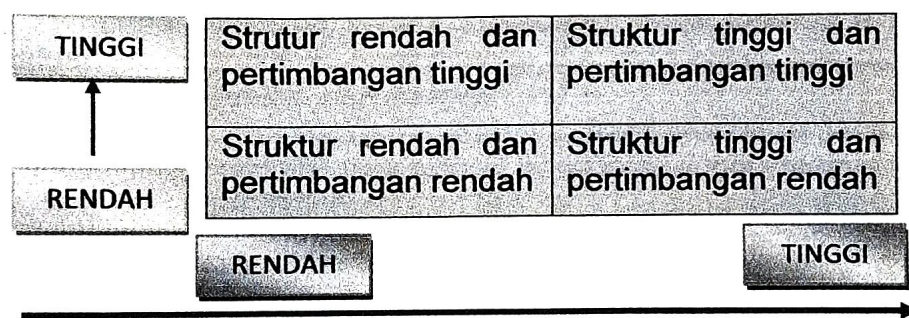 TINGGI
Strutur rendah dan
pertimbangan tinggi
Struktur tinggi dan
pertimbangan tinggi
RENDAH
Struktur rendah dan
pertimbangan rendah
Struktur tinggi dan
pertimbangan rendah
RENDAH
TINGGI